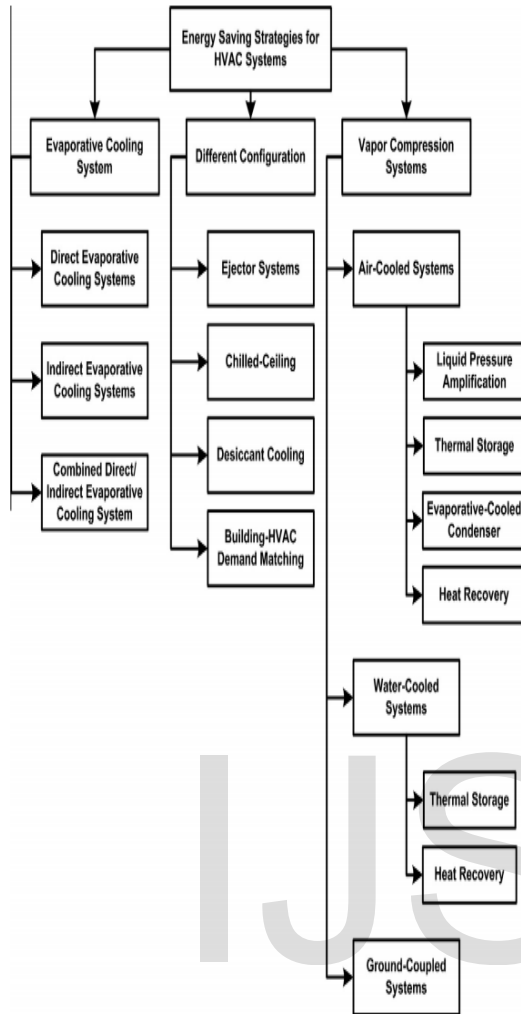 Energy Saving Strategies for
HVAC Systems
Evaporative Cooling
System
Direct Evaporative
Cooling Systems
Indirect Evaporative
Cooling Systems
Combined Direct/
Indirect Evaporative
Cooling System
Different Configuration
Ejector Systems
Chilled-Ceiling
Desiccant Cooling
Building-HVAC
Demand Matching
Vapor Compression
Systems
Air-Cooled Systems
Liquid Pressure
Amplification
Thermal Storage
Evaporative-Cooled
Condenser
Heat Recovery
Water-Cooled
Systems
Thermal Storage
Heat Recovery
Ground-Coupled
Systems
IJS